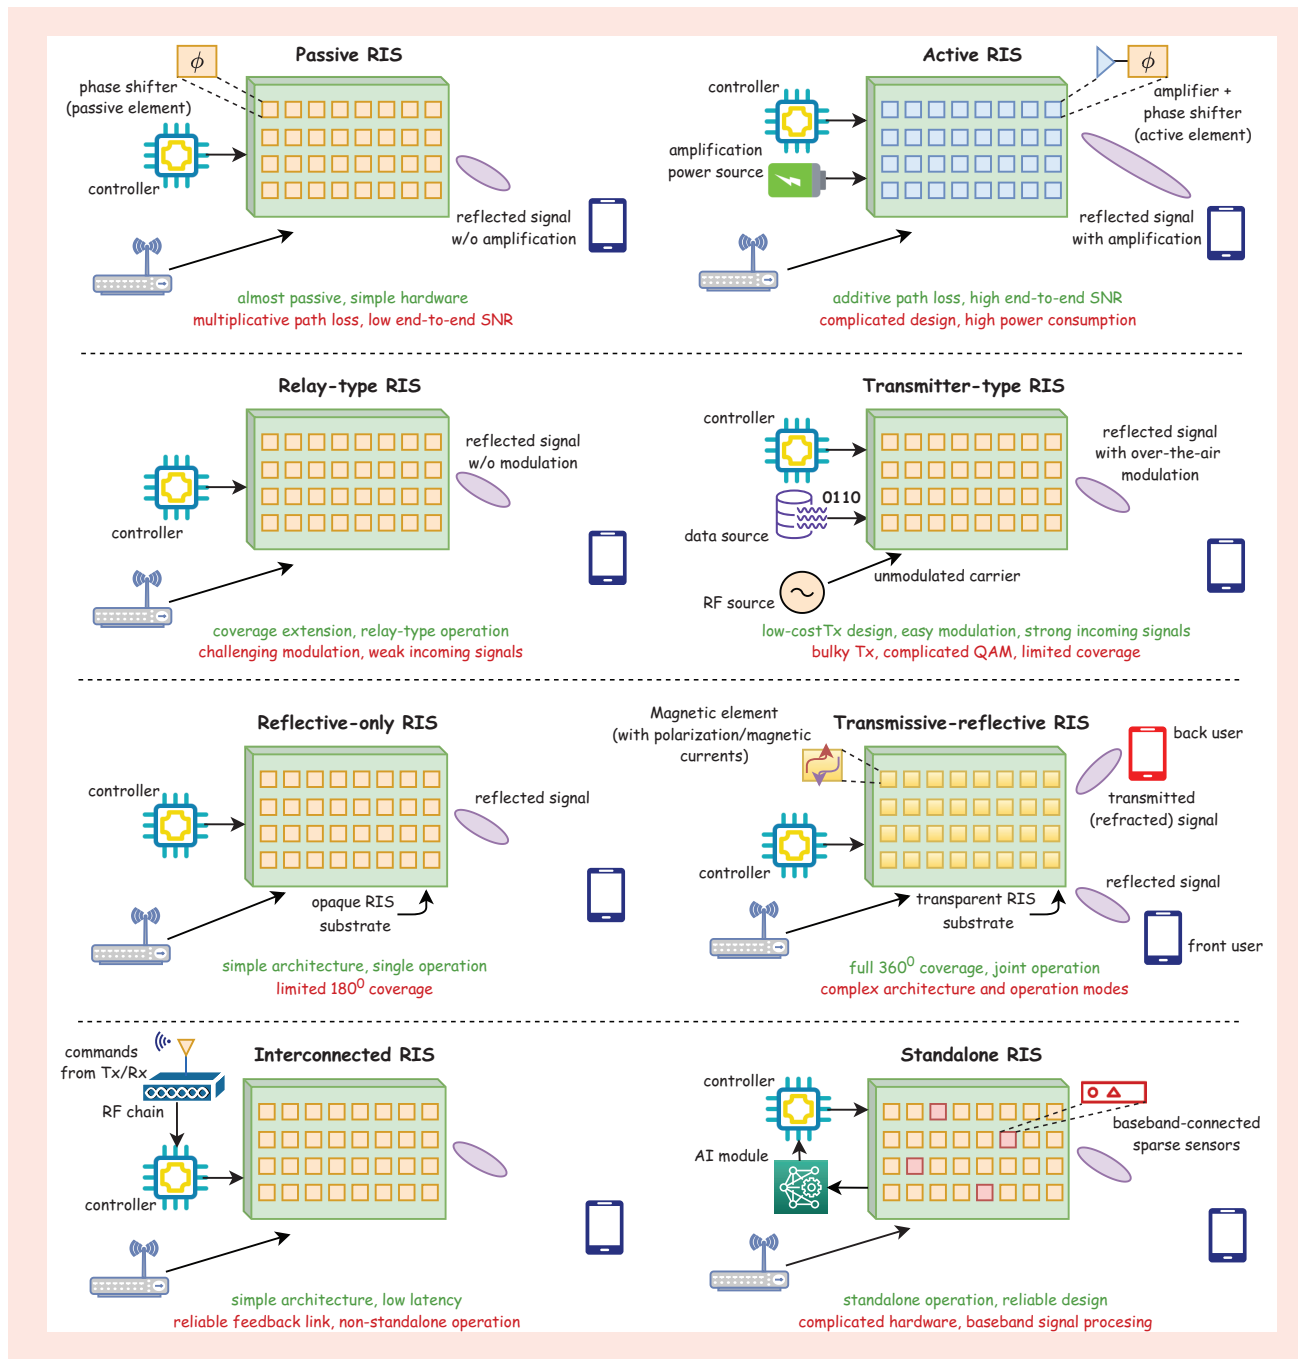 Passive RIS
ϕ
phase shifter
(passive element)
controller
reflected signal
w/o amplification
almost passive, simple hardware
multiplicative path loss, low end-to-end SNR
Active RIS
ϕ
controller
amplifier +
phase shifter
(active element)
amplification
power source
reflected signal
with amplification
additive path loss, high end-to-end SNR
complicated design, high power consumption
Relay-type RIS
reflected signal
w/o modulation
controller
coverage extension, relay-type operation
challenging modulation, weak incoming signals
Transmitter-type RIS
controller
reflected signal
with over-the-air
modulation
0110
data source
unmodulated carrier
RF source
low-costTx design, easy modulation, strong incoming signals
bulky Tx, complicated QAM, limited coverage
Reflective-only RIS
controller
reflected signal
opaque RIS
substrate
simple architecture, single operation
limited 180⁰ coverage
Magnetic element
(with polarization/magnetic
currents)
Transmissive-reflective RIS
back user
transmitted
(refracted) signal
controller
reflected signal
transparent RIS
substrate
front user
full 360⁰ coverage, joint operation
complex architecture and operation modes
commands
from Tx/Rx
Interconnected RIS
RF chain
controller
simple architecture, low latency
reliable feedback link, non-standalone operation
Standalone RIS
controller
baseband-connected
sparse sensors
AI module
standalone operation, reliable design
complicated hardware, baseband signal procesing